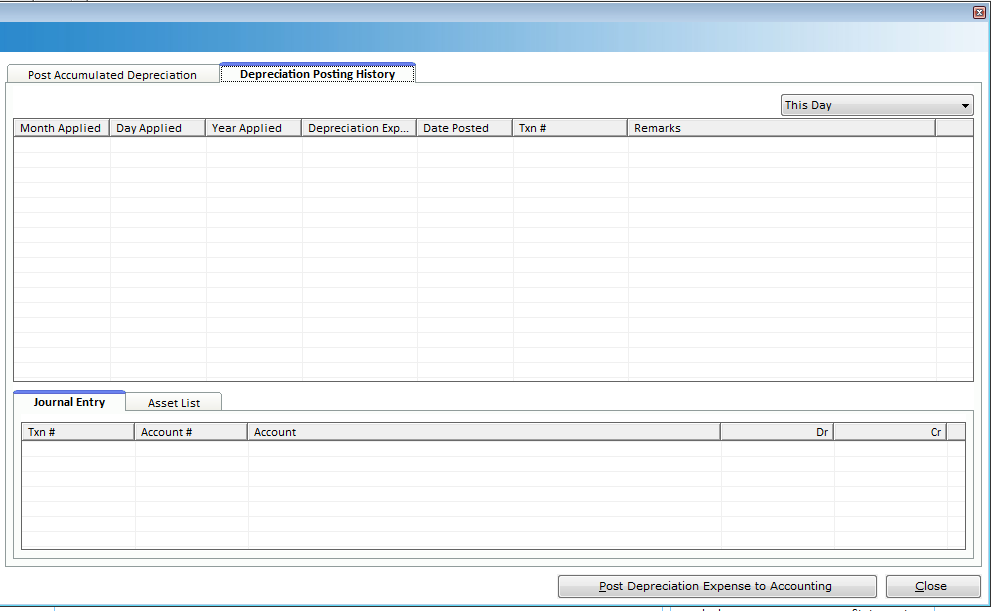 Post Accumulated Depreciation Depreciation Posting History
This Day
Month Applied Day Applied Year Applied Depreciation Exp... Date Posted Txn # Remarks
Journal Entry Asset List
Txn # Account # Account Dr Cr
Post Depreciation Expense to Accounting Close